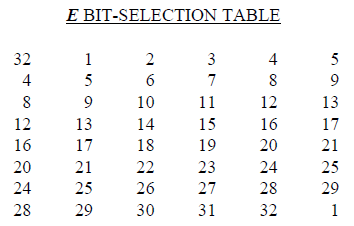 E BIT-SELECTION TABLE
32 1 2 3 4 5
4 5 6 7 8 9
8 9 10 11 12 13
12 13 14 15 16 17
16 17 18 19 20 21
20 21 22 23 24 25
24 25 26 27 28 29
28 29 30 31 32 1